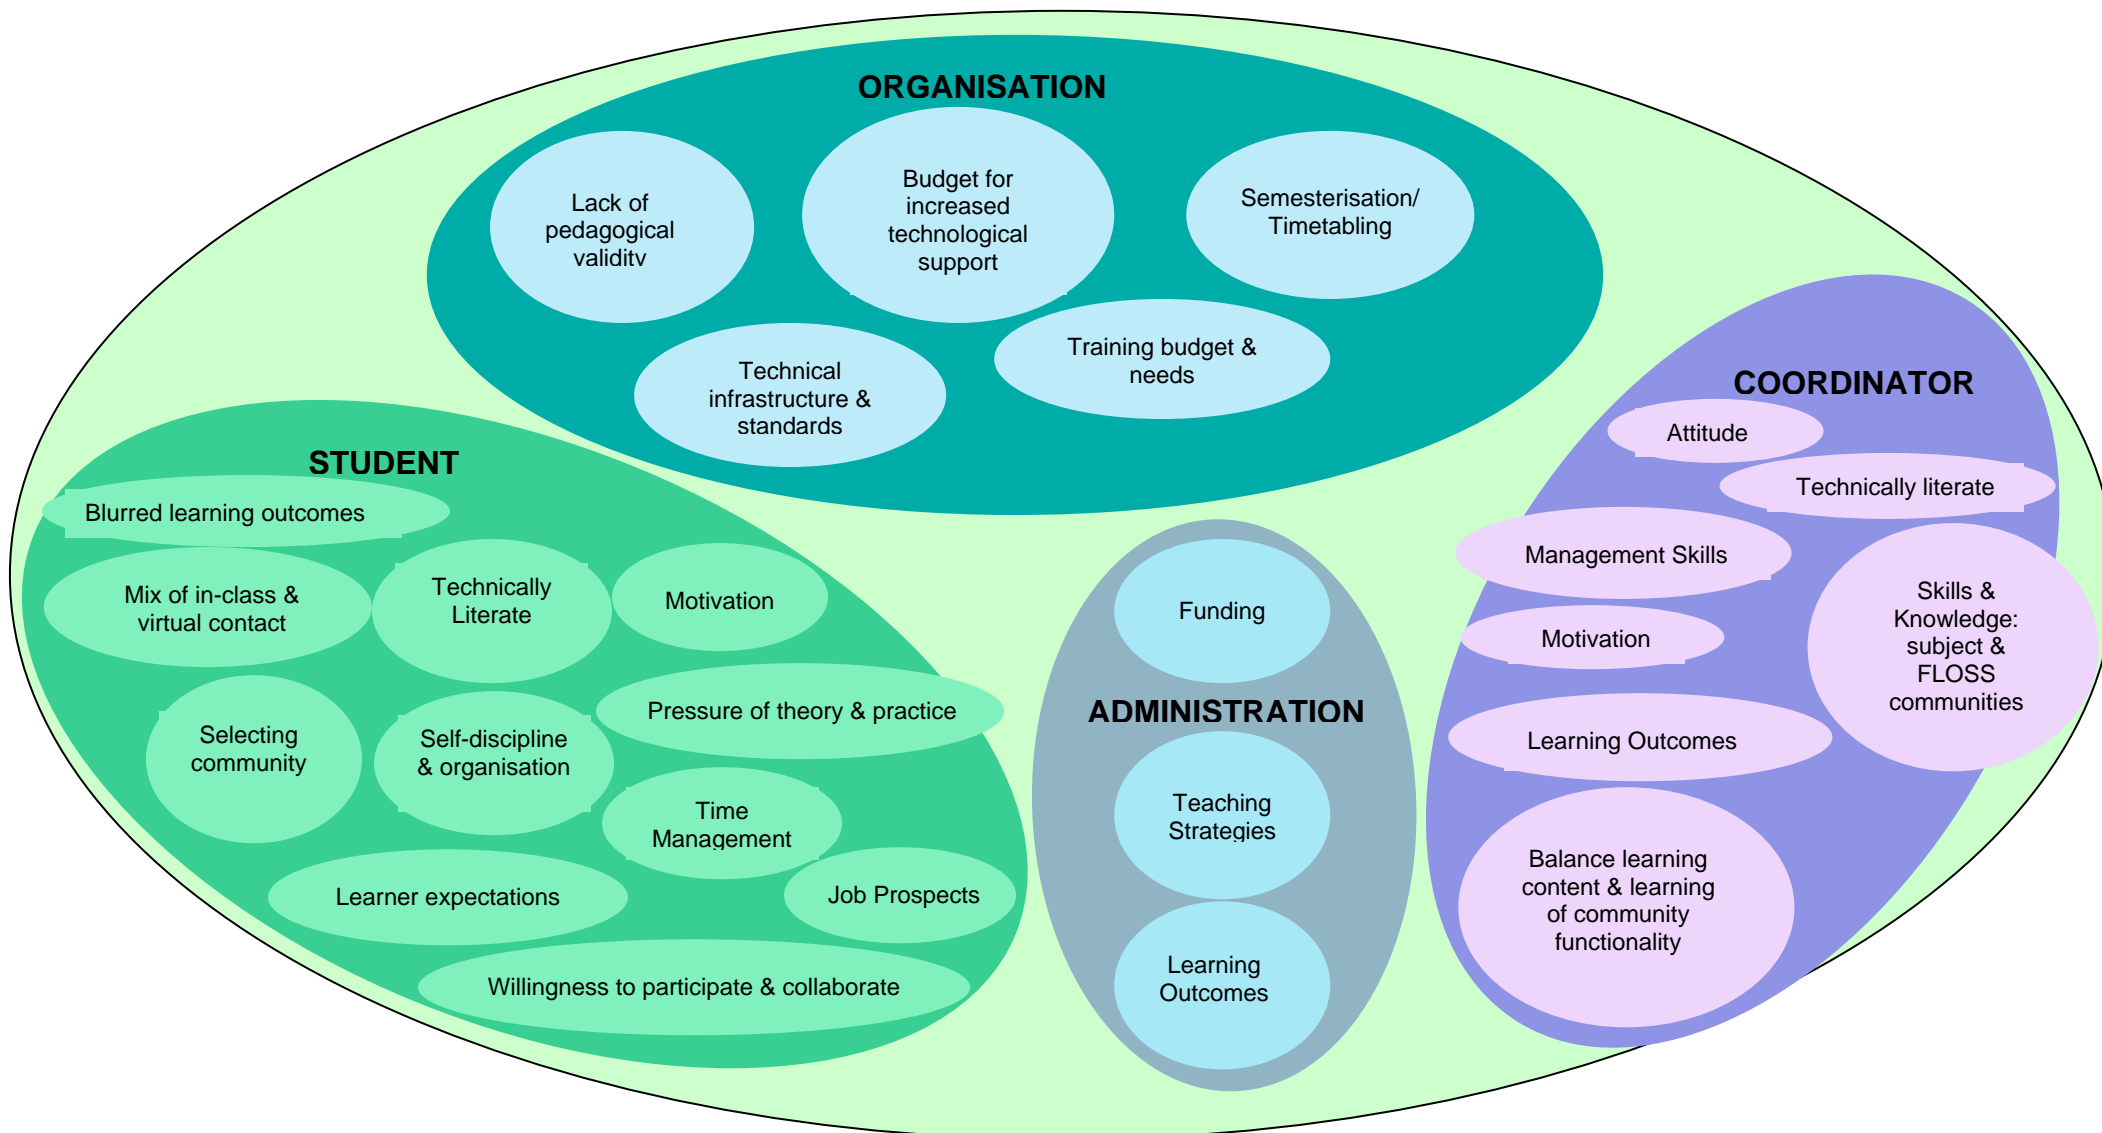 ORGANISATION
Lack of
pedagogical
validity
Budget for
increased
technological
support
Semesterisation/
Timetabling
Technical
infrastructure &
standards
Training budget &
needs
STUDENT
Blurred learning outcomes
Mix of in-class &
virtual contact
Technically
Literate
Motivation
Selecting
community
Self-discipline
& organisation
Pressure of theory & practice
Time
Management
Learner expectations
Job Prospects
Willingness to participate & collaborate
Funding
ADMINISTRATION
Teaching
Strategies
Learning
Outcomes
COORDINATOR
Attitude
Technically literate
Management Skills
Motivation
Skills &
Knowledge:
subject &
FLOSS
communities
Learning Outcomes
Balance learning
content & learning
of community
functionality